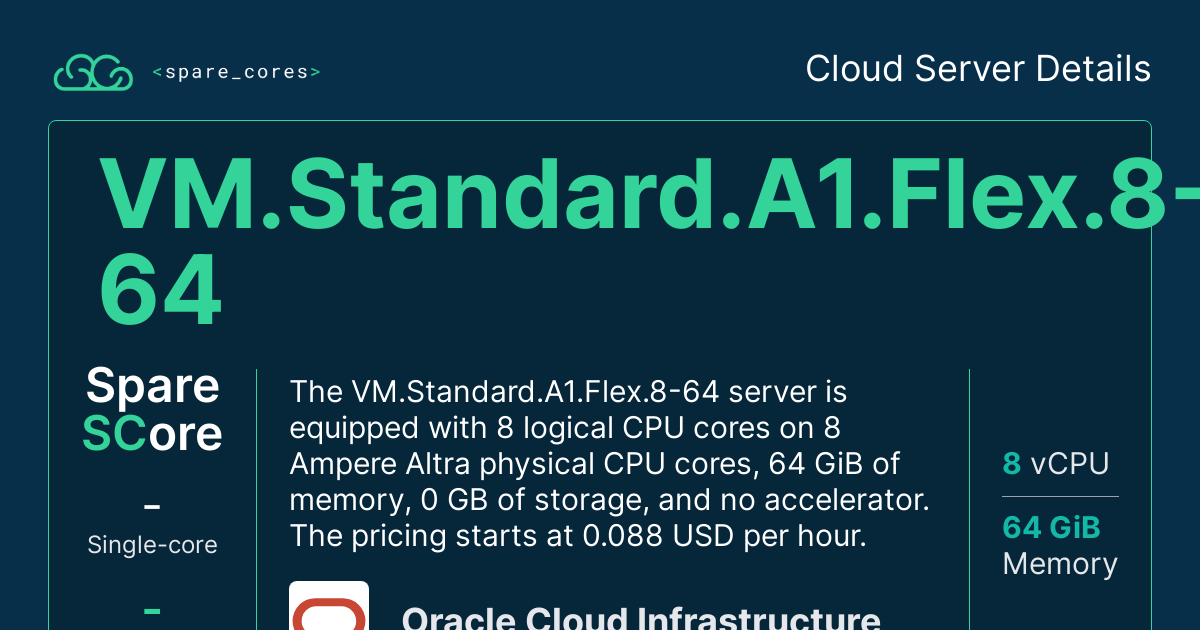 <spare_cores>
Cloud Server Details
VM.Standard.A1.Flex.8-
64
Spare
SCore
–
Single-core
–
The VM.Standard.A1.Flex.8-64 server is
equipped with 8 logical CPU cores on 8
Ampere Altra physical CPU cores, 64 GiB of
memory, 0 GB of storage, and no accelerator.
The pricing starts at 0.088 USD per hour.
Oracle Cloud Infrastructure
8 vCPU
64 GiB
Memory